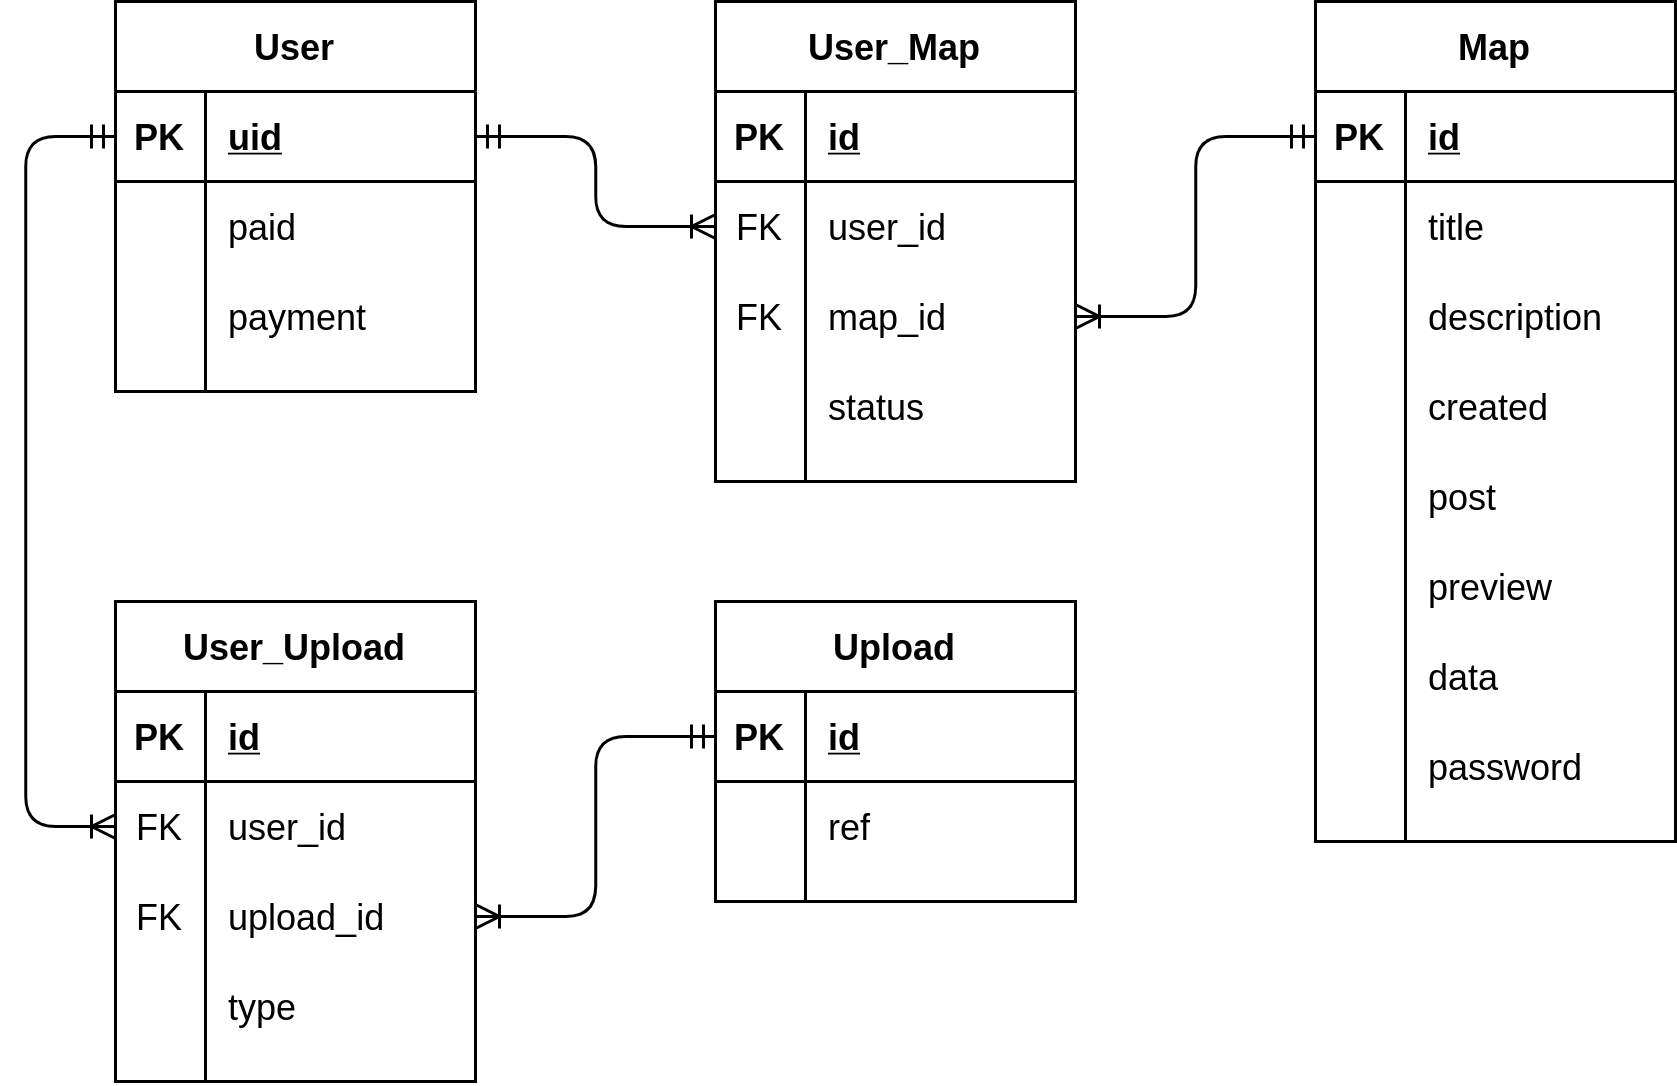 User
PK uid
paid
payment
User_Map
PK id
FK user_id
FK map_id
status
Map
PK id
title
description
created
post
preview
data
password
User_Upload
PK id
FK user_id
FK upload_id
type
Upload
PK id
ref